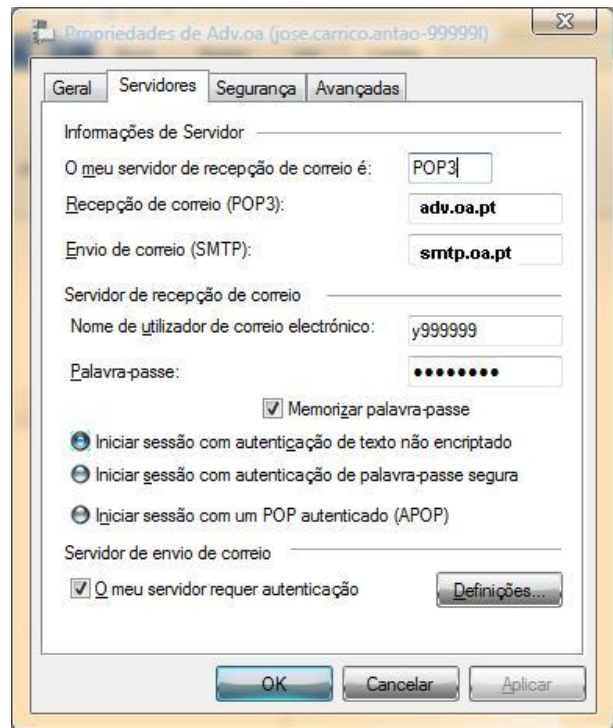 Propriedades de Adv.oa (jose.carrico.antao-99999l)
Geral Servidores Segurança Avançadas
Informações de Servidor
O meu servidor de recepção de correio é: POP3
Recepção de correio (POP3): adv.oa.pt
Envio de correio (SMTP): smtp.oa.pt
Servidor de recepção de correio
Nome de utilizador de correio electrónico: y999999
Palavra-passe: ●●●●●●●●
Memorizar palavra-passe
Iniciar sessão com autenticação de texto não encriptado
Iniciar sessão com autenticação de palavra-passe segura
Iniciar sessão com um POP autenticado (APOP)
Servidor de envio de correio
O meu servidor requer autenticação Definições...
OK Cancelar Aplicar